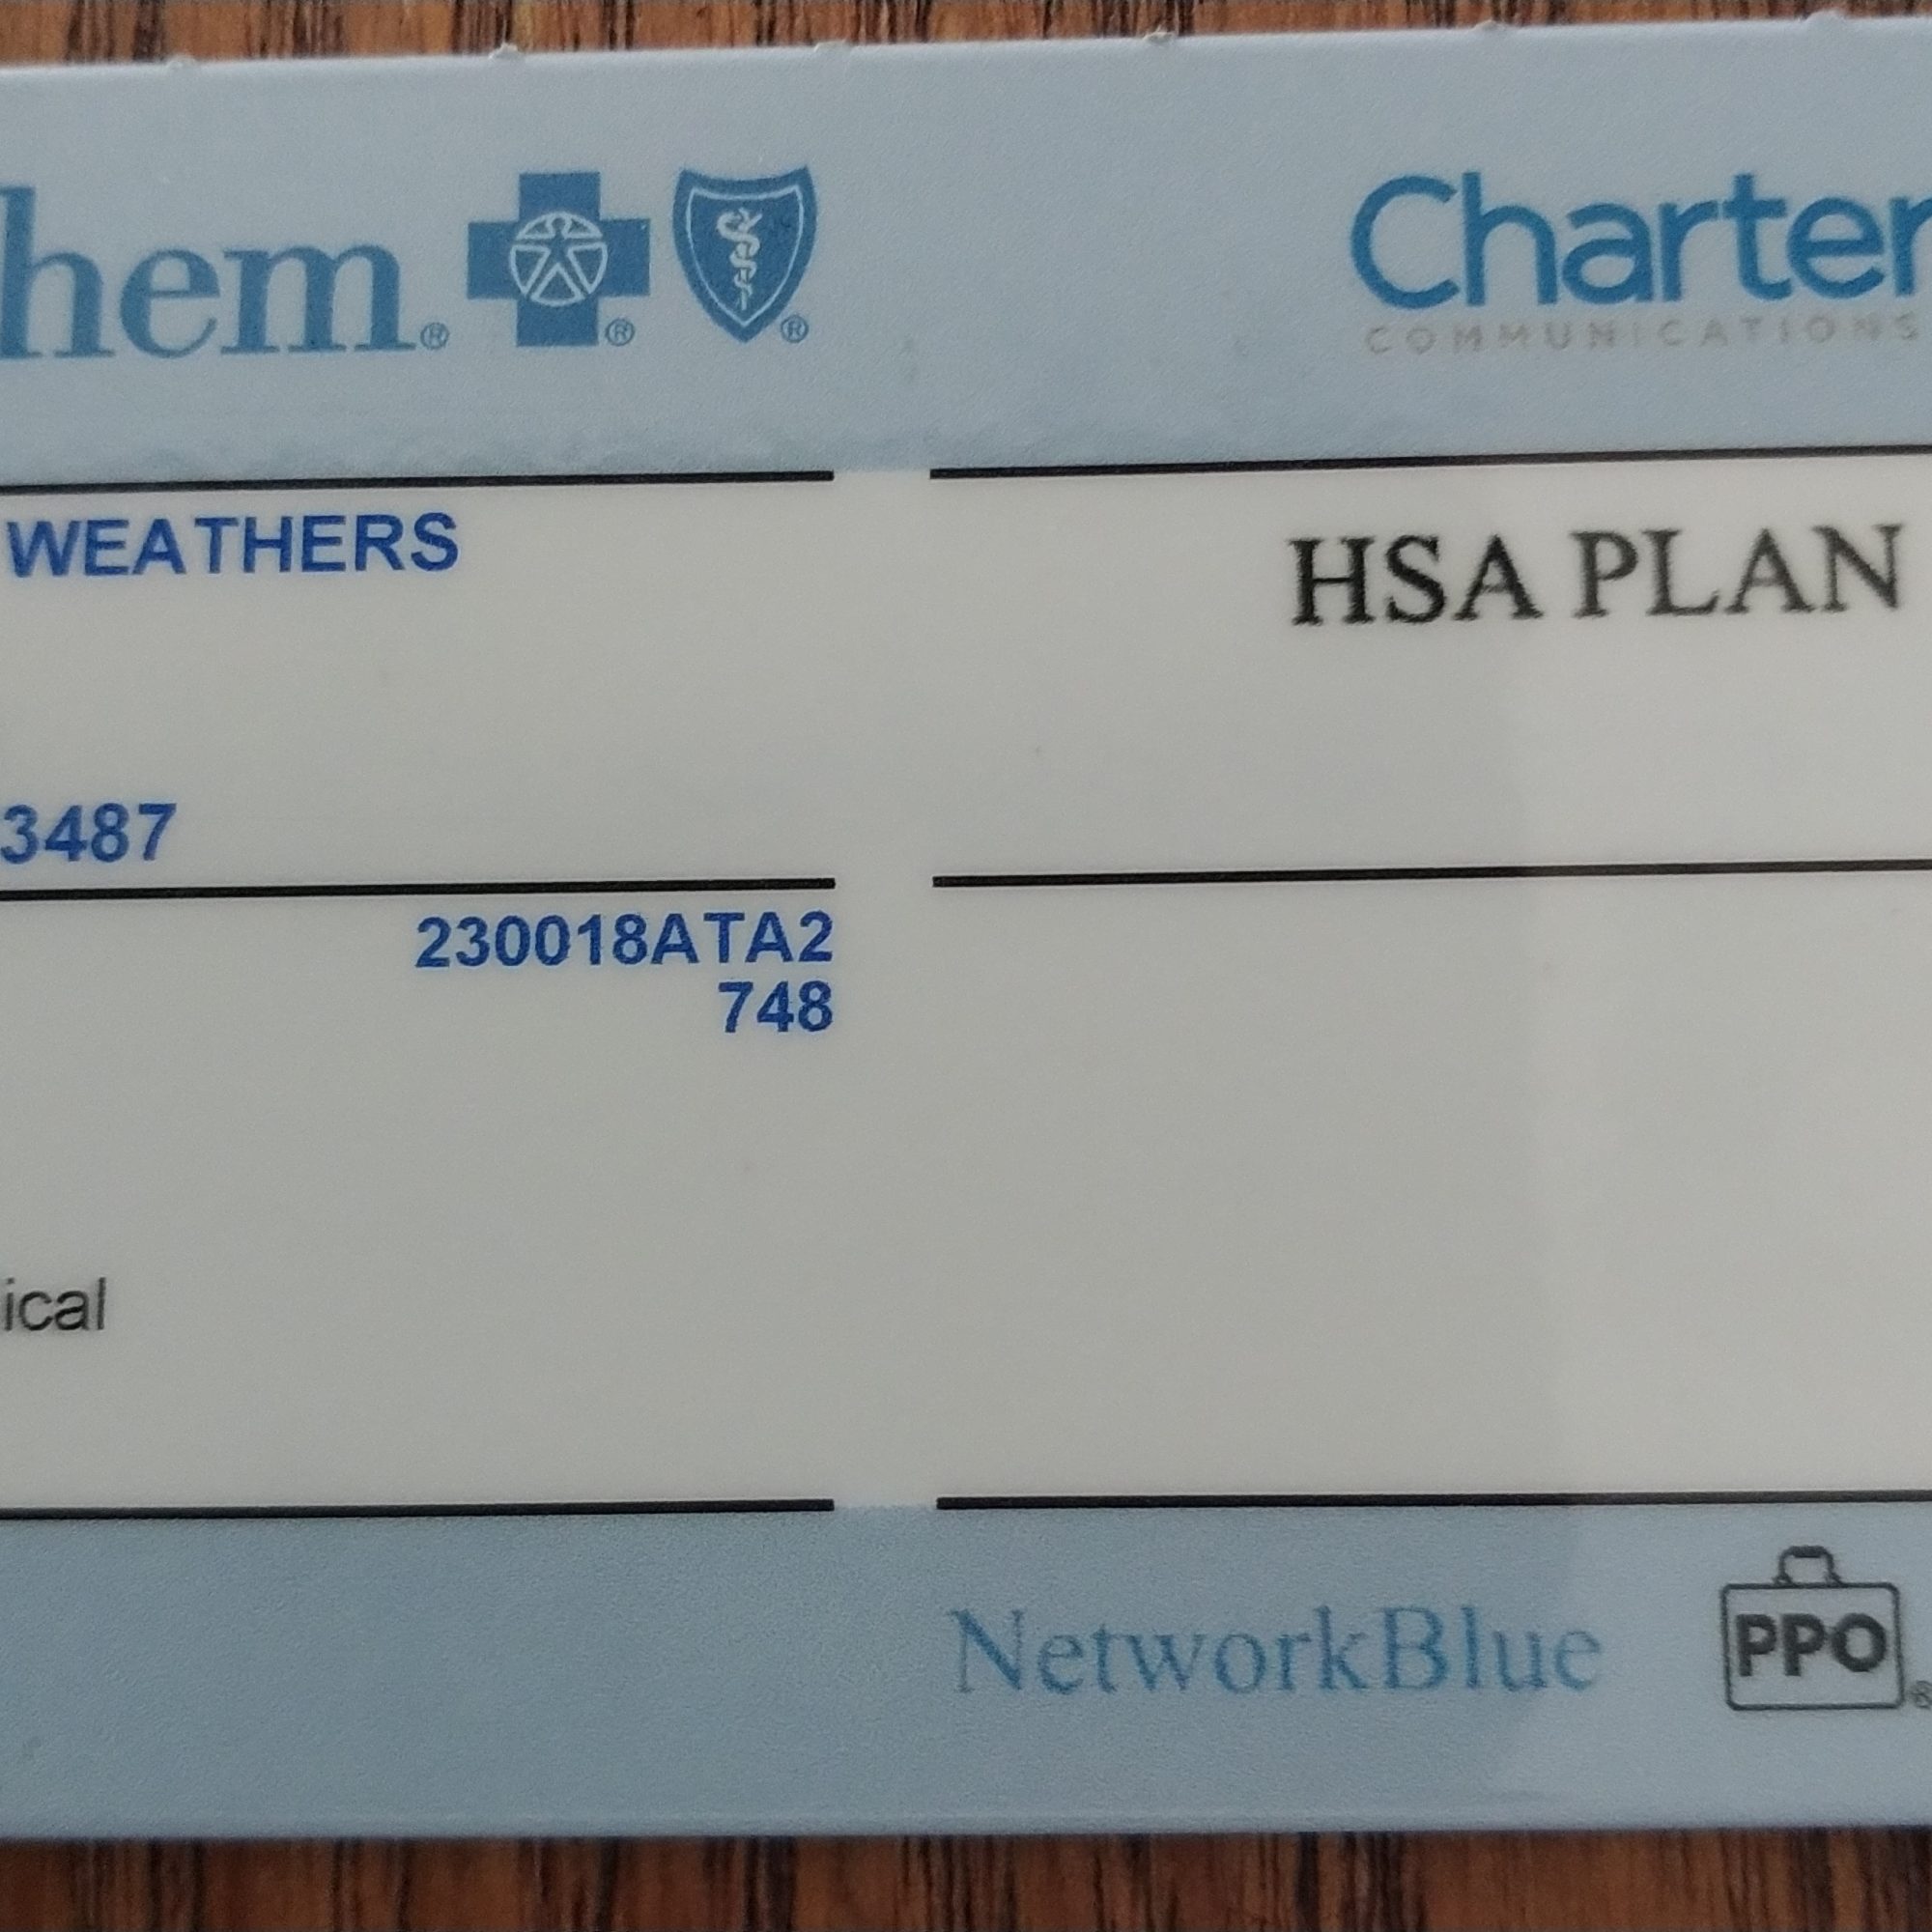 hem®
Charter
COMMUNICATIONS
WEATHERS
HSA PLAN
3487
230018ATA2
748
ical
NetworkBlue
PPO